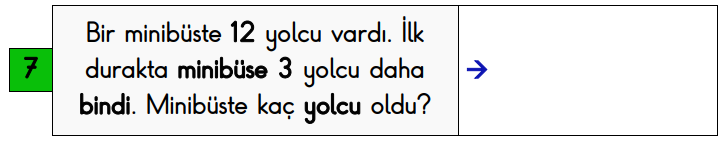 7
Bir minibüste 12 yolcu vardı. İlk
durakta minibüse 3 yolcu daha
bindi. Minibüste kaç yolcu oldu?
→